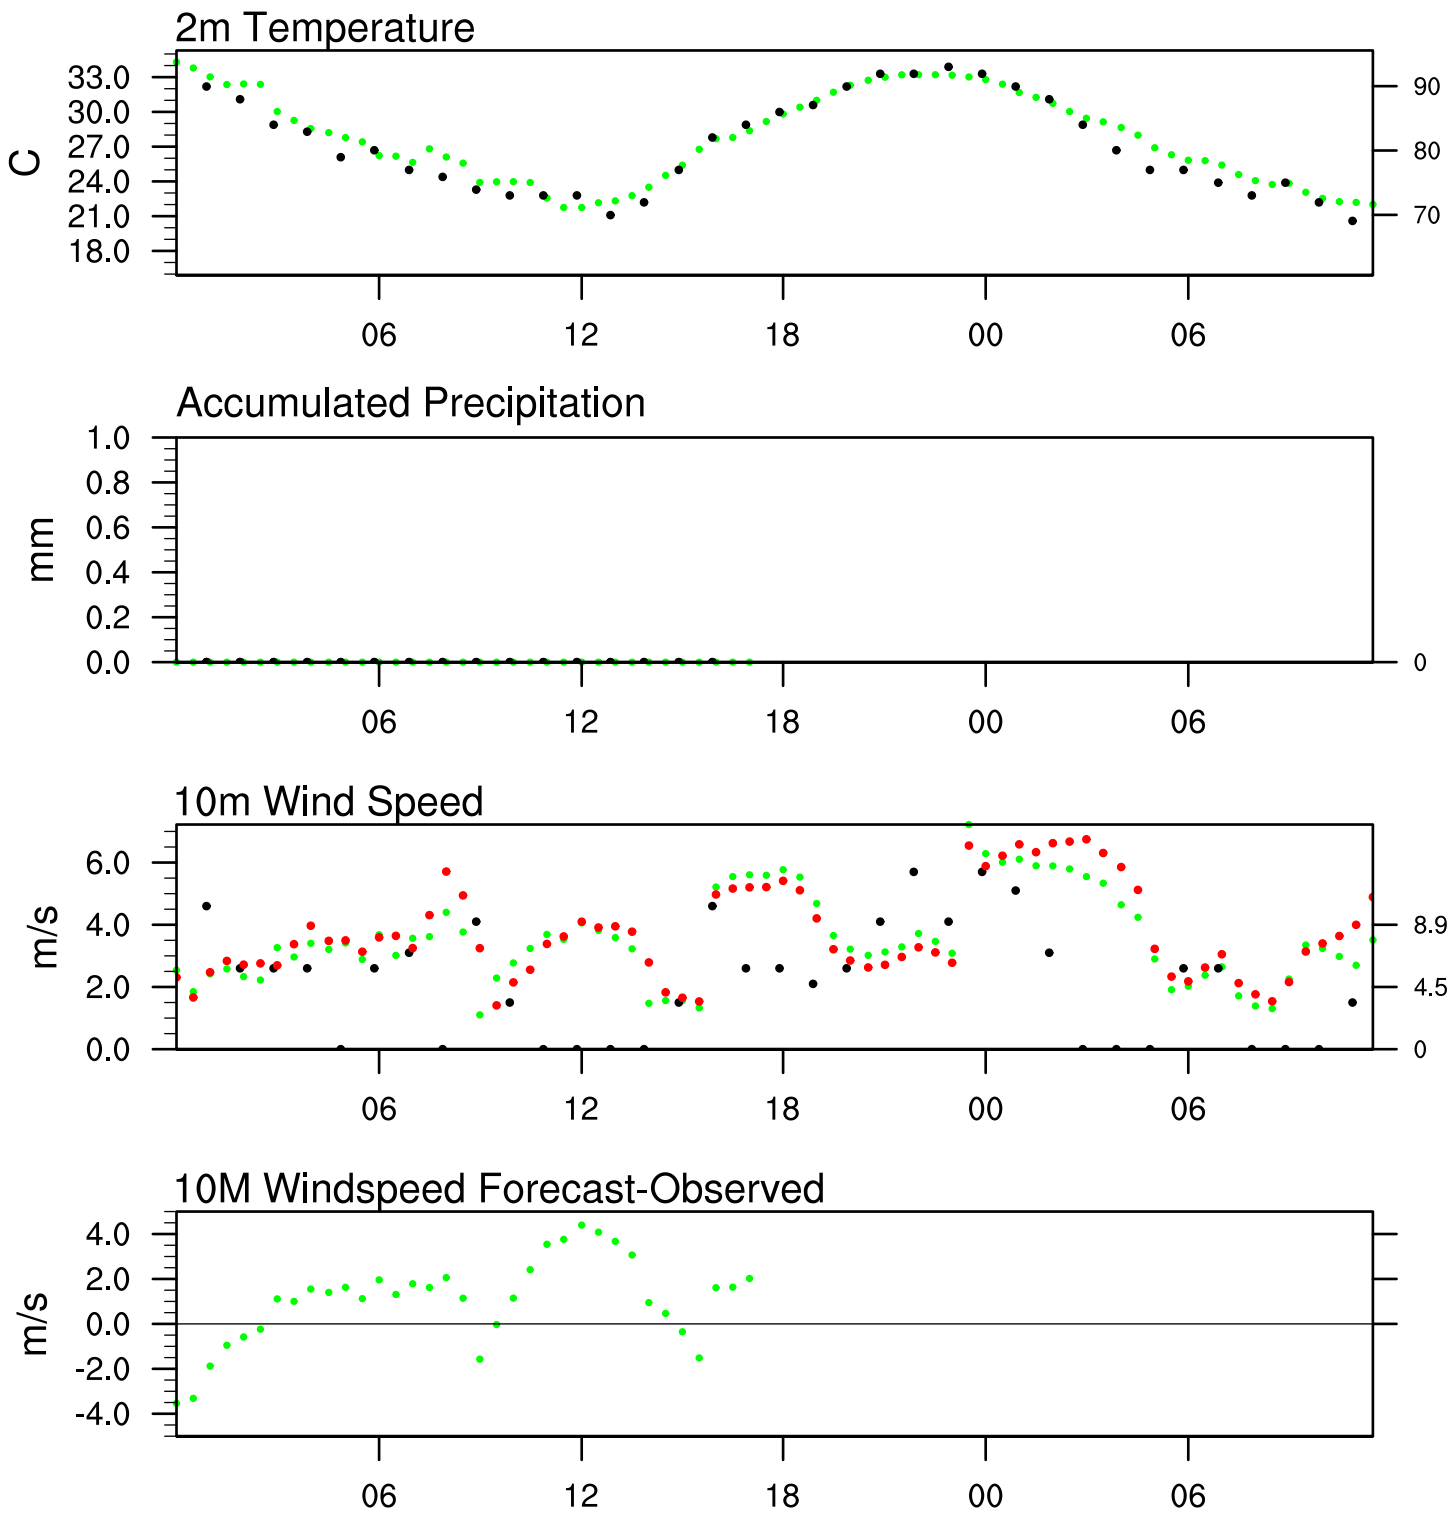 2m Temperature
33.0
30.0
27.0
24.0
21.0
18.0
C
90
80
70
06 12 18 00 06
Accumulated Precipitation
1.0
0.8
0.6
0.4
0.2
0.0
mm
0
06 12 18 00 06
10m Wind Speed
6.0
4.0
2.0
0.0
m/s
8.9
4.5
0
06 12 18 00 06
10M Windspeed Forecast-Observed
4.0
2.0
0.0
-2.0
-4.0
m/s
06 12 18 00 06